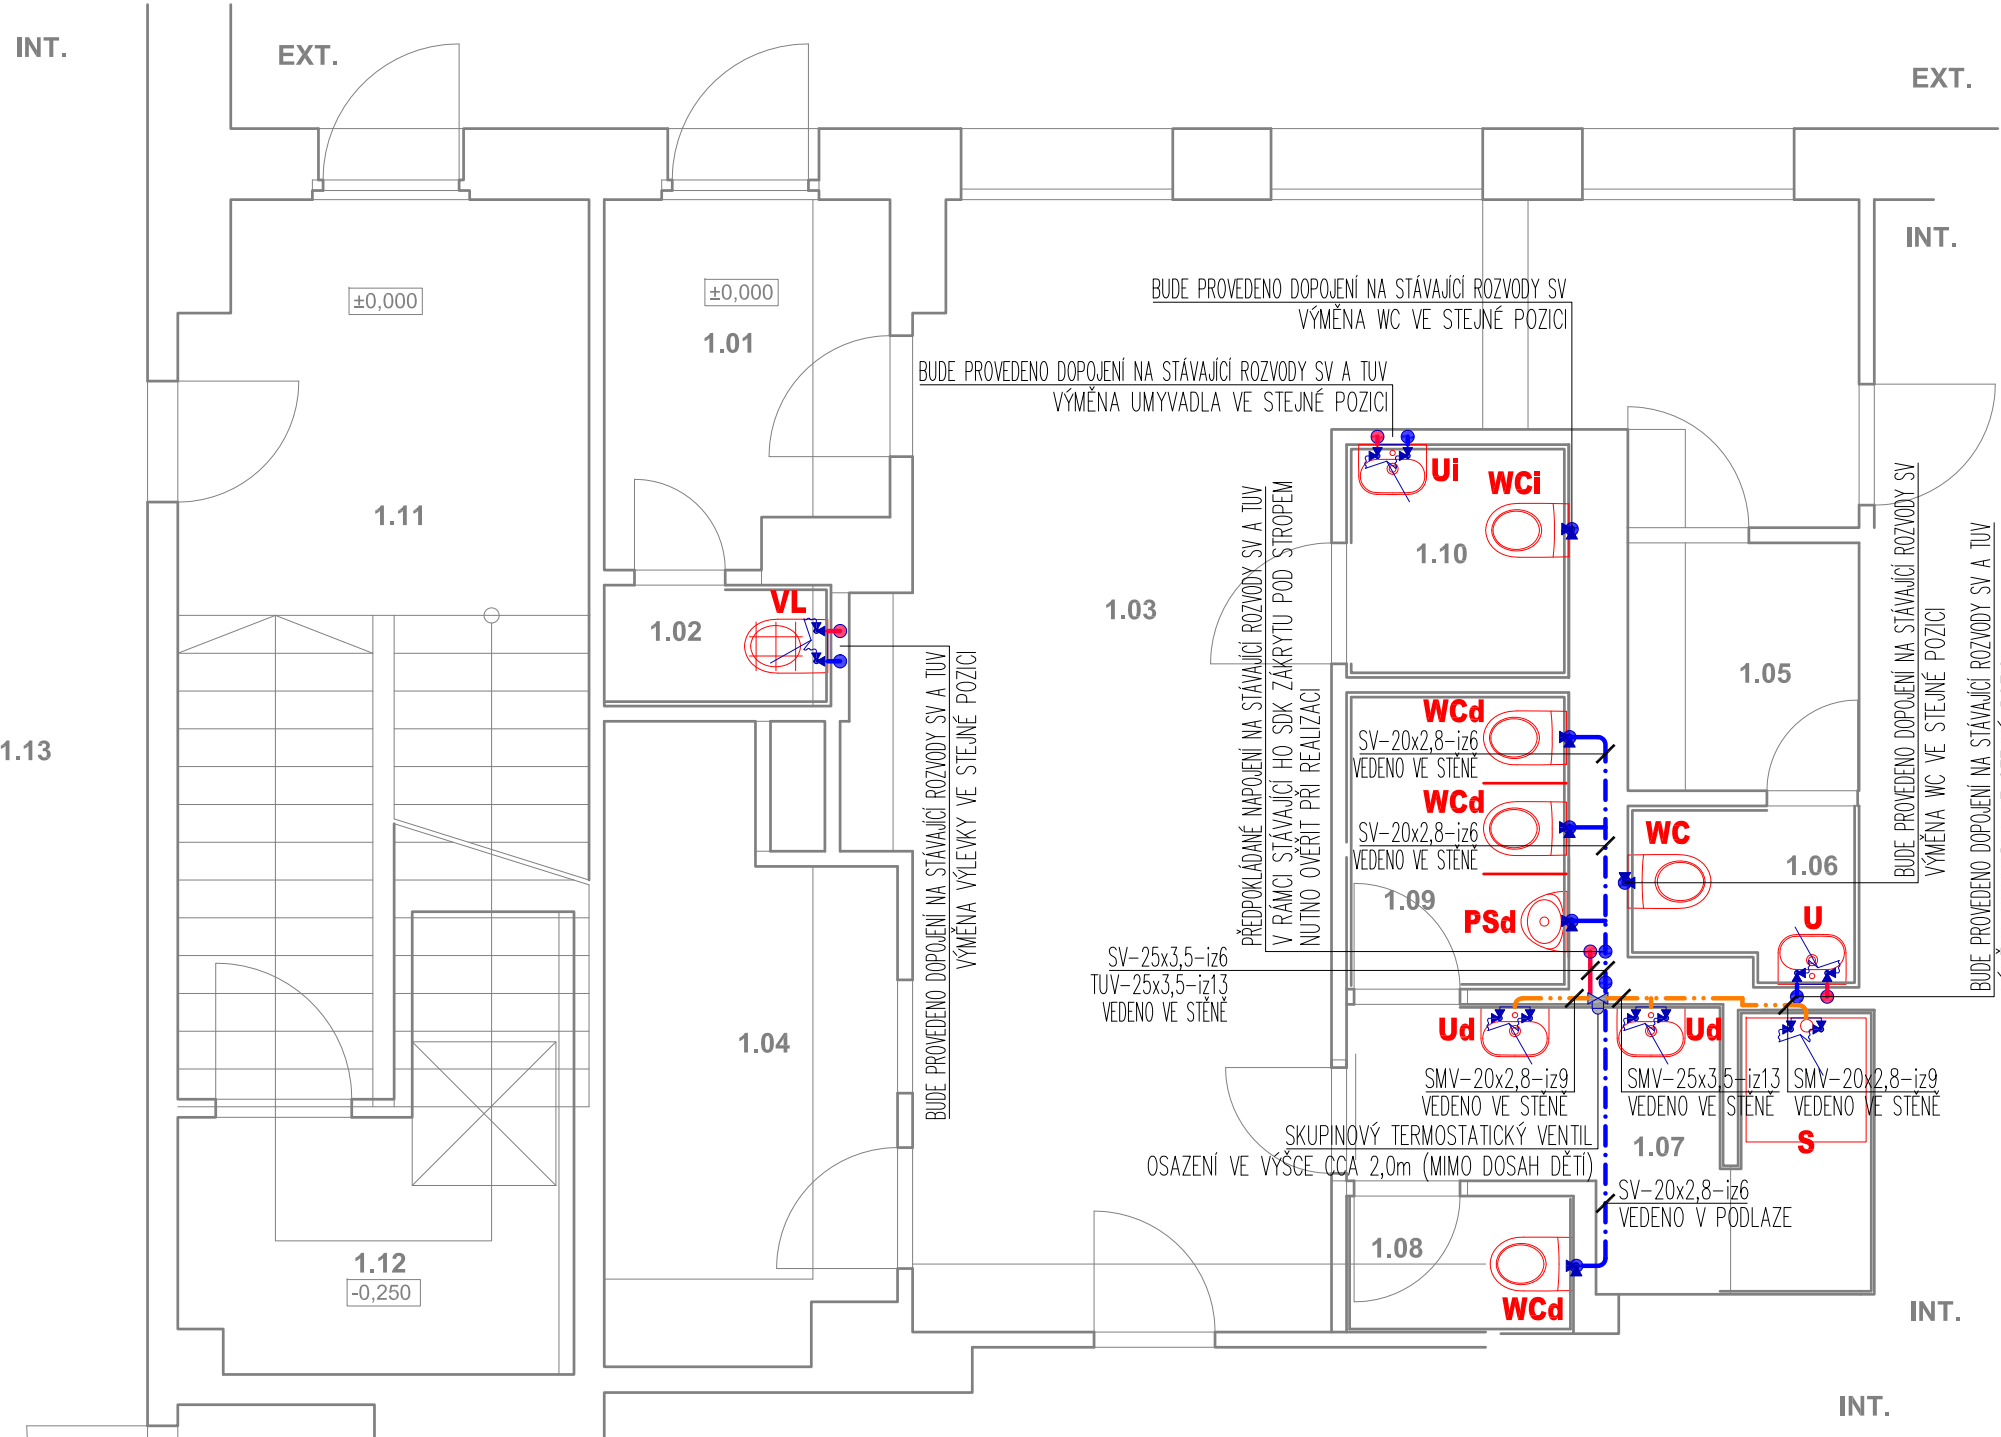 INT.
EXT.
EXT.
INT.
±0,000
±0,000
1.01
BUDE PROVEDENO DOPOJENÍ NA STÁVAJÍCÍ ROZVODY SV
VÝMĚNA WC VE STEJNÉ POZICI
BUDE PROVEDENO DOPOJENÍ NA STÁVAJÍCÍ ROZVODY SV A TUV
VÝMĚNA UMYVADLA VE STEJNÉ POZICI
Ui
WCi
1.10
1.11
1.02
VL
1.03
1.05
1.13
BUDE PROVEDENO DOPOJENÍ NA STÁVAJÍCÍ ROZVODY SV A TUV
VÝMĚNA VÝLEVKY VE STEJNÉ POZICI
PŘEDPOKLÁDANÉ NAPOJENÍ NA STÁVAJÍCÍ ROZVODY SV A TUV
V RÁMCI STÁVAJÍCÍ HO SDK ZÁKRYTU POD STROPEM
NUTNO OVĚŘIT PŘI REALIZACI
BUDE PROVEDENO DOPOJENÍ NA STÁVAJÍCÍ ROZVODY SV
VÝMĚNA WC VE STEJNÉ POZICI
BUDE PROVEDENO DOPOJENÍ NA STÁVAJÍCÍ ROZVODY SV A TUV
WCd
SV-20x2,8-iz6
VEDENO VE STĚNĚ
WCd
SV-20x2,8-iz6
VEDENO VE STĚNĚ
WC
1.06
1.09
PSd
U
SV-25x3,5-iz6
TUV-25x3,5-iz13
VEDENO VE STĚNĚ
1.04
Ud
Ud
SMV-20x2,8-iz9
VEDENO VE STĚNĚ
SMV-25x3,5-iz13
VEDENO VE STĚNĚ
SMV-20x2,8-iz9
VEDENO VE STĚNĚ
SKUPINOVÝ TERMOSTATICKÝ VENTIL
OSAZENÍ VE VÝŠCE CCA 2,0m (MIMO DOSAH DĚTÍ)
1.07
S
SV-20x2,8-iz6
VEDENO V PODLAZE
1.08
WCd
1.12
-0,250
INT.
INT.